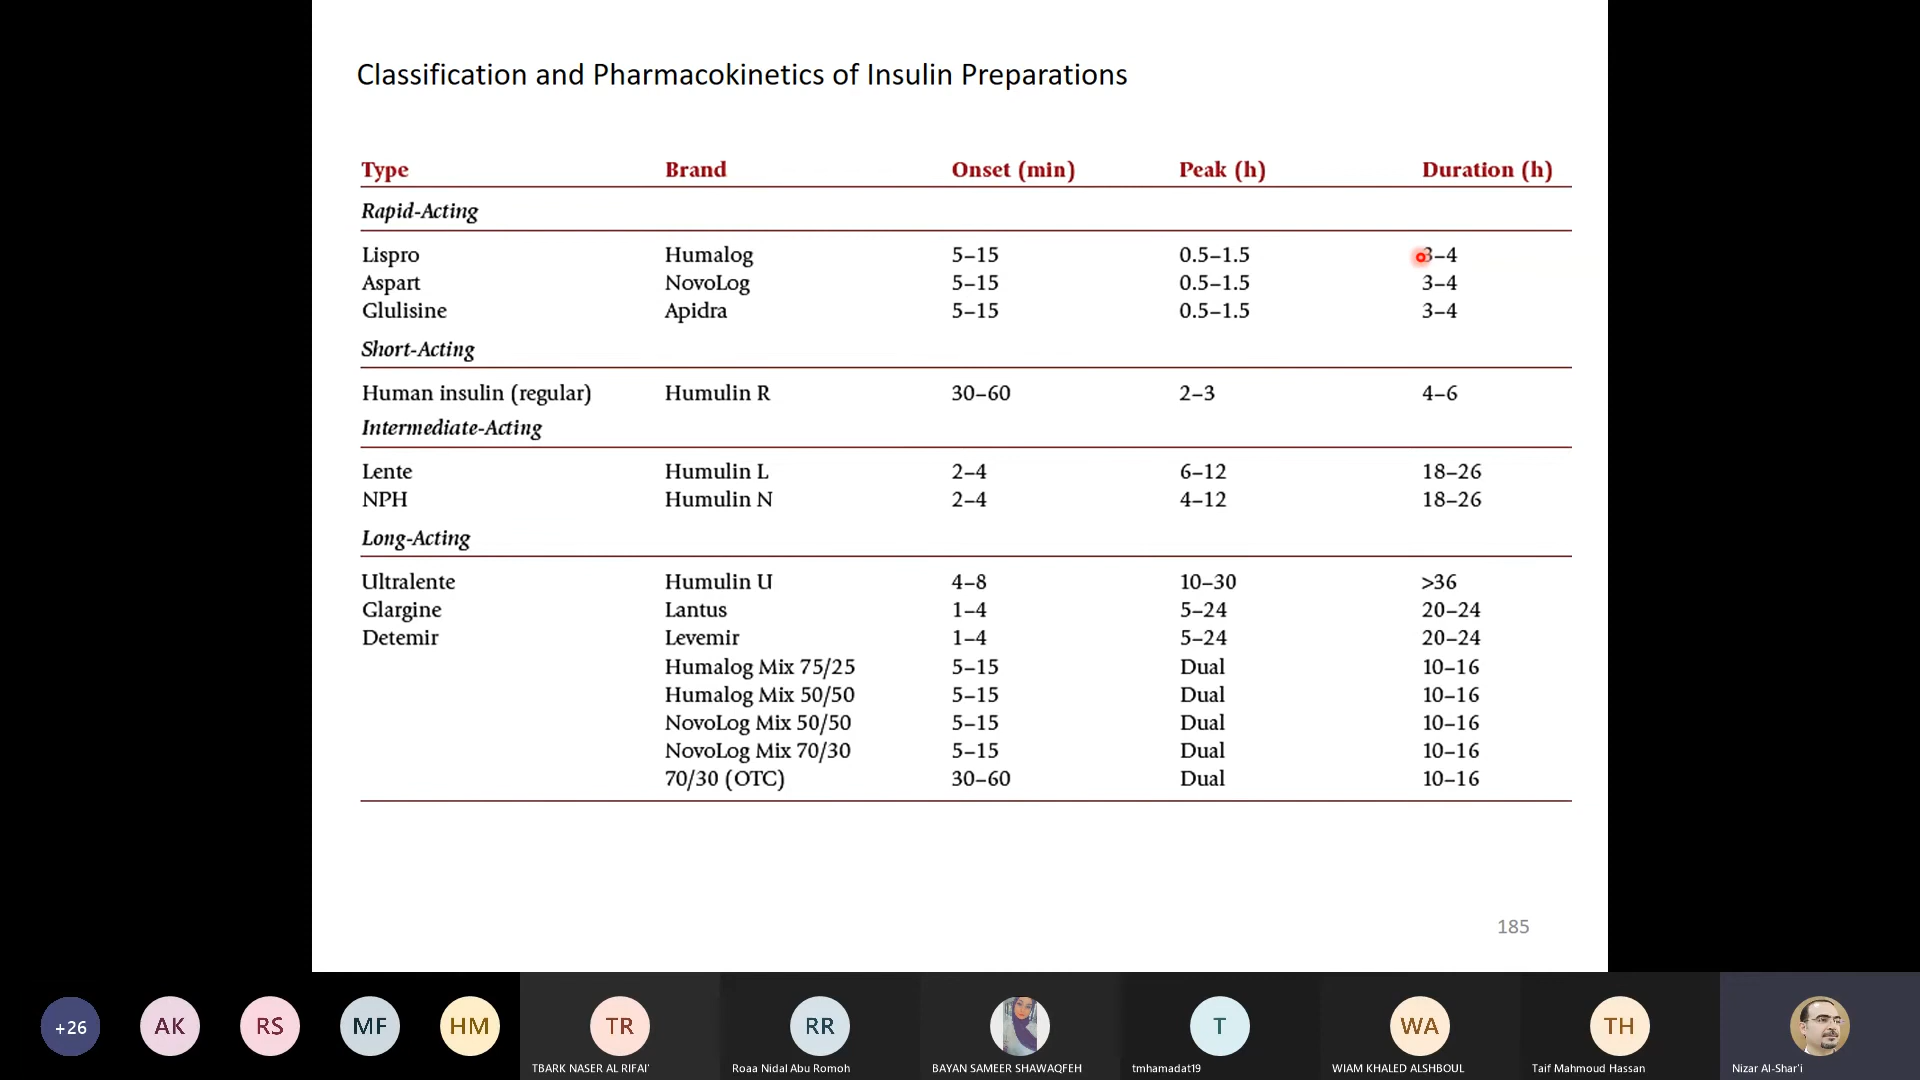 Classification and Pharmacokinetics of Insulin Preparations
Type Brand Onset (min) Peak (h) Duration (h)
Rapid-Acting
Lispro Humalog 5–15 0.5–1.5 3–4
Aspart NovoLog 5–15 0.5–1.5 3–4
Glulisine Apidra 5–15 0.5–1.5 3–4
Short-Acting
Human insulin (regular) Humulin R 30–60 2–3 4–6
Intermediate-Acting
Lente Humulin L 2–4 6–12 18–26
NPH Humulin N 2–4 4–12 18–26
Long-Acting
Ultralente Humulin U 4–8 10–30 >36
Glargine Lantus 1–4 5–24 20–24
Detemir Levemir 1–4 5–24 20–24
Humalog Mix 75/25 5–15 Dual 10–16
Humalog Mix 50/50 5–15 Dual 10–16
NovoLog Mix 50/50 5–15 Dual 10–16
NovoLog Mix 70/30 5–15 Dual 10–16
70/30 (OTC) 30–60 Dual 10–16
185
+26 AK RS MF HM TR RR T WA TH
TBARK NASER AL RIFAI' Roaa Nidal Abu Romoh BAYAN SAMEER SHAWAQFEH tmhamadat19 WIAM KHALED ALSHBOUL Taif Mahmoud Hassan Nizar Al-Shar'i